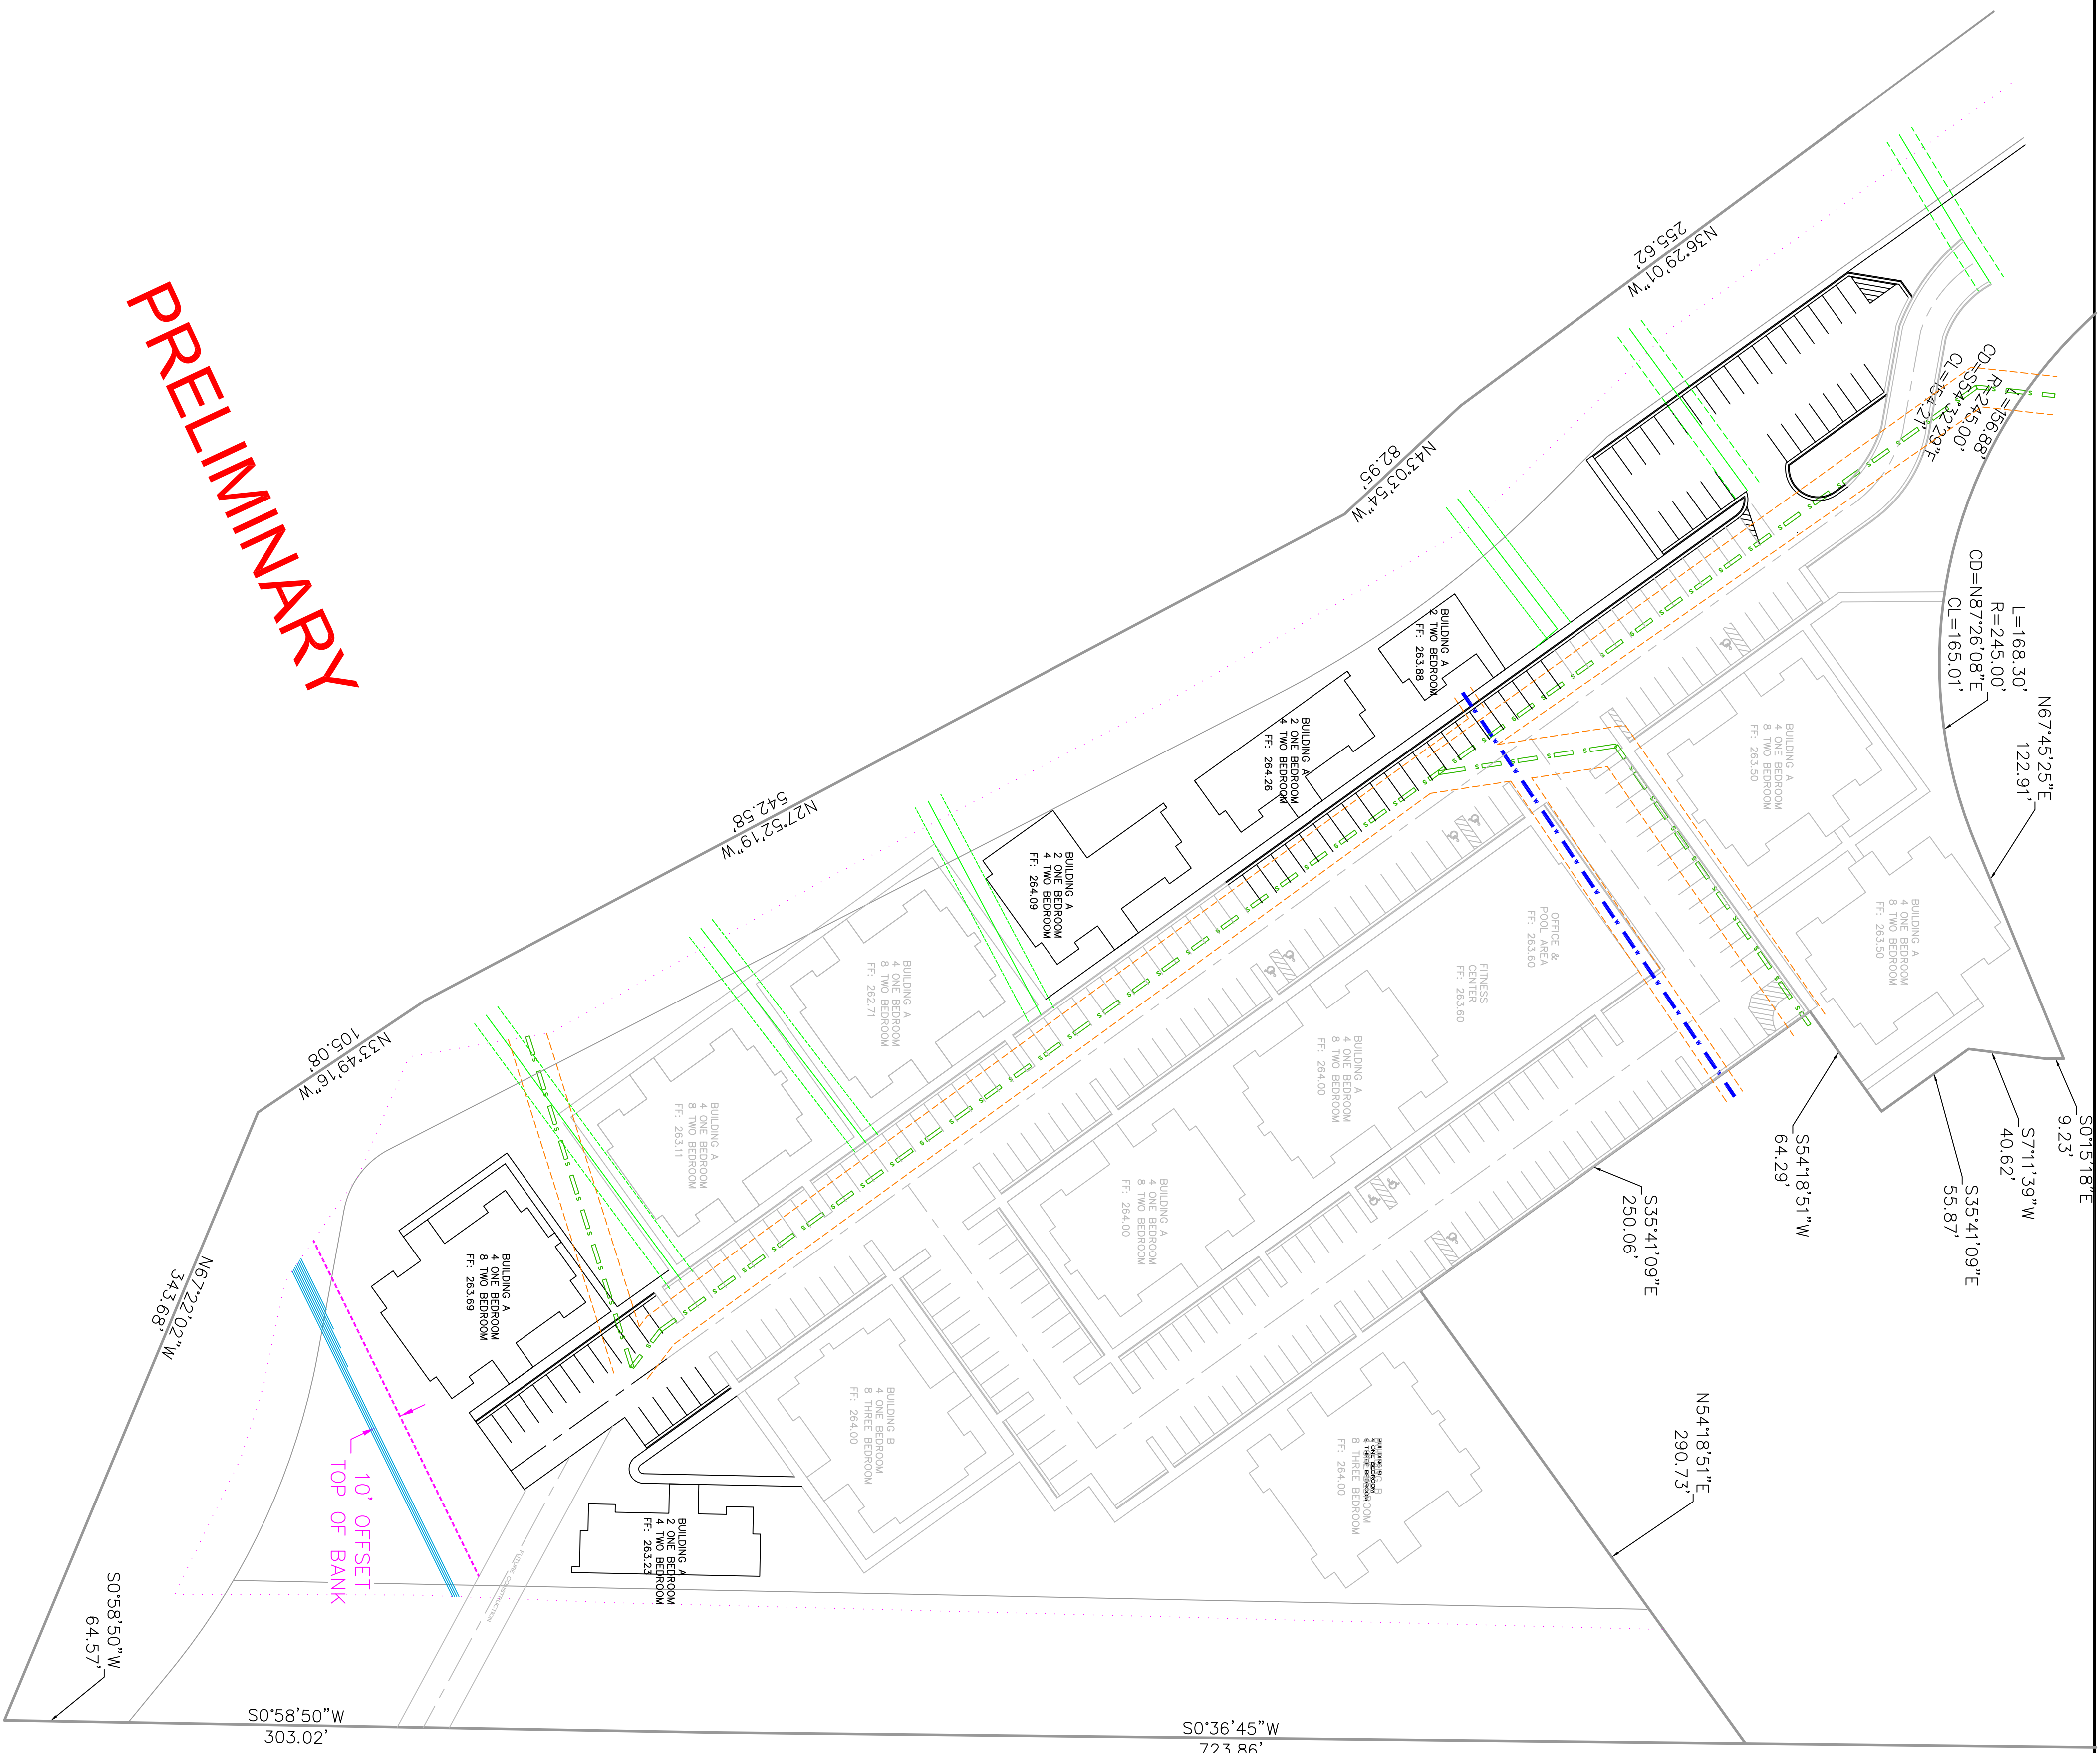 PRELIMINARY
N36°29'01"W
255.62'
N43°03'54"W
82.95'
N27°52'19"W
542.58'
N33°49'16"W
105.08'
N67°22'02"W
343.68'
S0°58'50"W
64.57'
S0°58'50"W
303.02'
S0°36'45"W
723.86'
N54°18'51"E
290.73'
S35°41'09"E
250.06'
S54°18'51"W
64.29'
S35°41'09"E
55.87'
S7°11'39"W
40.62'
S0°15'18"E
9.23'
N67°45'25"E
122.91'
L=168.30'
R=245.00'
CD=N87°26'08"E
CL=165.01'
L=156.88'
R=245.00'
CD=S54°32'29"E
CL=154.21'
BUILDING A
2 TWO BEDROOM
FF: 263.88
BUILDING A
2 ONE BEDROOM
4 TWO BEDROOM
FF: 264.26
BUILDING A
2 ONE BEDROOM
4 TWO BEDROOM
FF: 264.09
BUILDING A
4 ONE BEDROOM
8 TWO BEDROOM
FF: 263.50
BUILDING A
4 ONE BEDROOM
8 TWO BEDROOM
FF: 263.50
OFFICE &
POOL AREA
FF: 263.60
FITNESS
CENTER
FF: 263.60
BUILDING A
4 ONE BEDROOM
8 TWO BEDROOM
FF: 264.00
BUILDING A
4 ONE BEDROOM
8 TWO BEDROOM
FF: 264.00
BUILDING A
4 ONE BEDROOM
8 TWO BEDROOM
FF: 262.71
BUILDING A
4 ONE BEDROOM
8 TWO BEDROOM
FF: 263.11
BUILDING A
4 ONE BEDROOM
8 TWO BEDROOM
FF: 263.69
BUILDING B
4 ONE BEDROOM
8 THREE BEDROOM
FF: 264.00
BUILDING B
4 ONE BEDROOM
8 THREE BEDROOM
FF: 264.00
BUILDING A
2 ONE BEDROOM
4 TWO BEDROOM
FF: 263.23
FUTURE CONSTRUCTION
10' OFFSET
TOP OF BANK